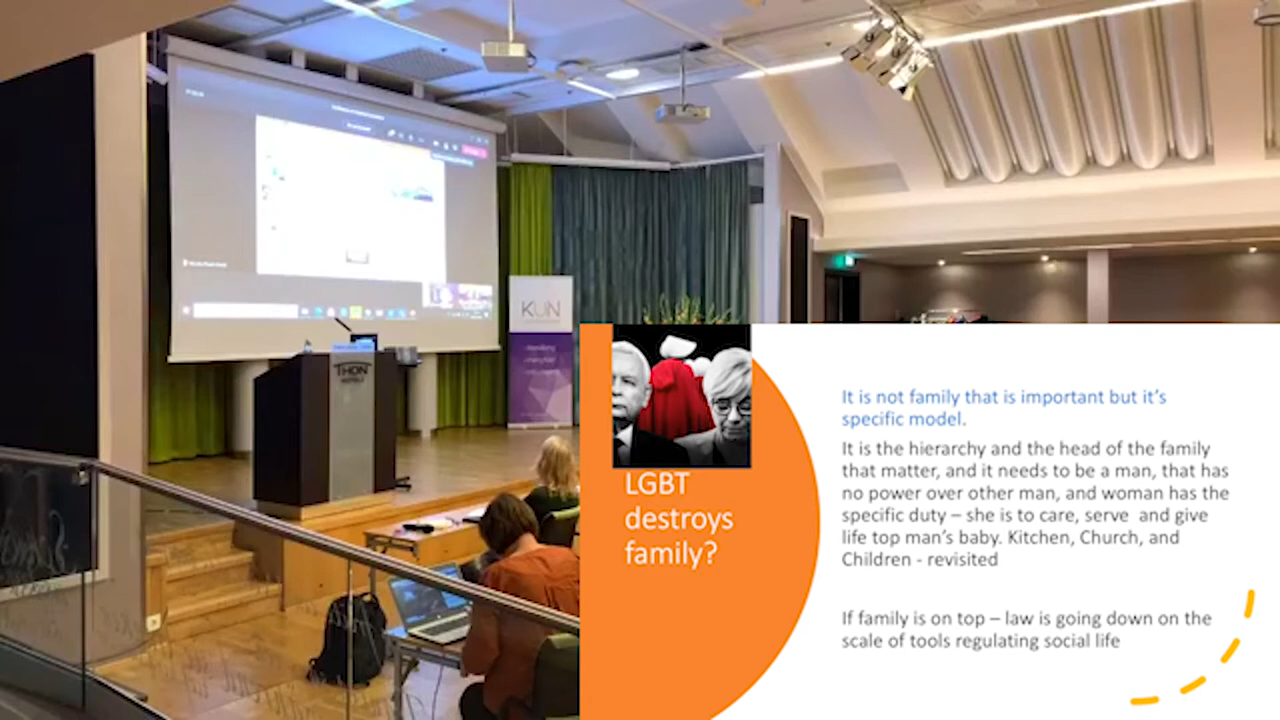 KUN
THON
HOTELS
LGBT
destroys
family?
It is not family that is important but it's
specific model.
It is the hierarchy and the head of the family
that matter, and it needs to be a man, that has
no power over other man, and woman has the
specific duty – she is to care, serve and give
life top man's baby. Kitchen, Church, and
Children - revisited
If family is on top – law is going down on the
scale of tools regulating social life